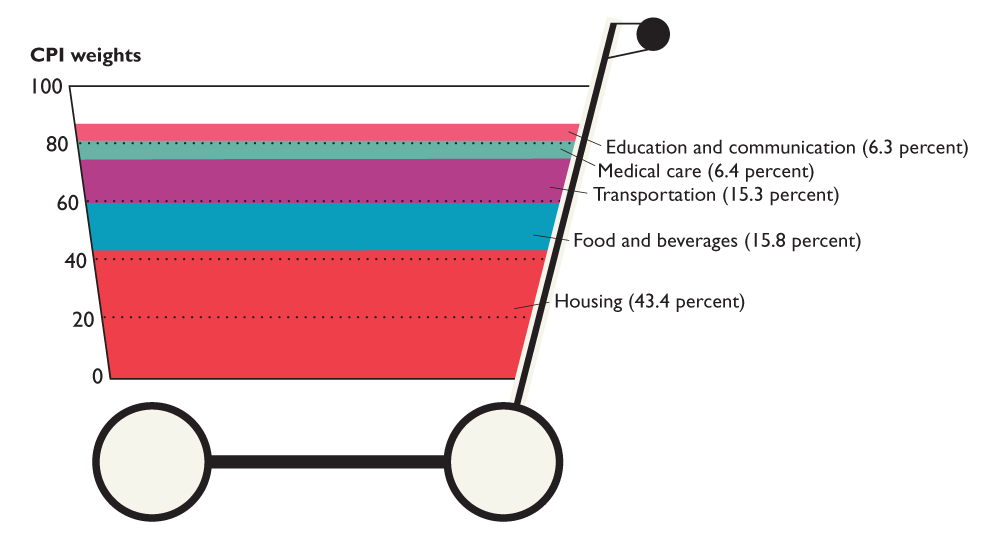 CPI weights
100
80
60
40
20
0
Education and communication (6.3 percent)
Medical care (6.4 percent)
Transportation (15.3 percent)
Food and beverages (15.8 percent)
Housing (43.4 percent)